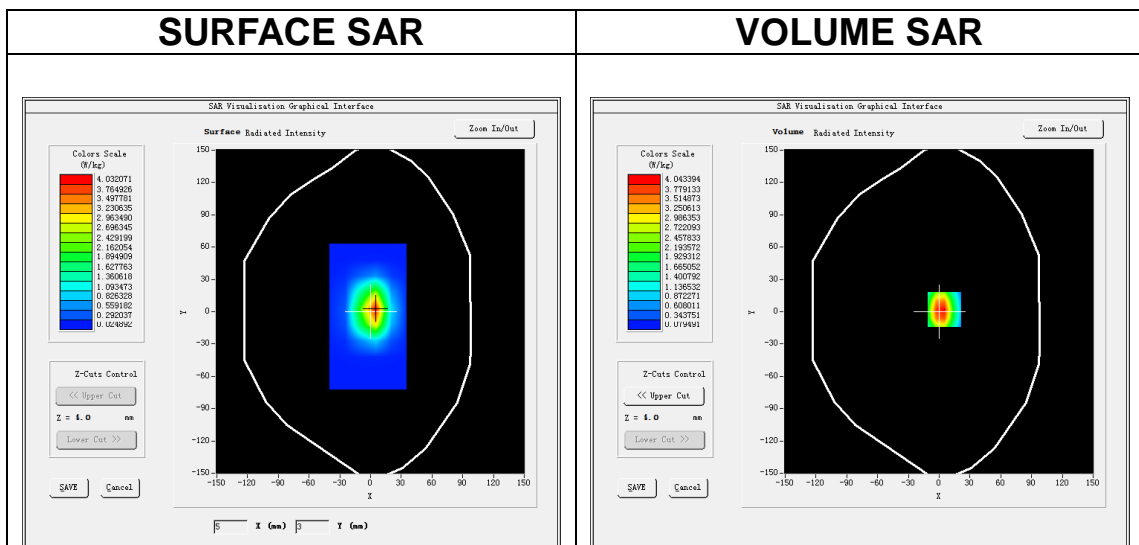 SURFACE SAR
VOLUME SAR
SAR Visualisation Graphical Interface
Surface Radiated Intensity
Zoom In/Out
Colors Scale
(W/kg)
4.032071
3.764926
3.497781
3.230635
2.963490
2.696345
2.429199
2.162054
1.894909
1.627763
1.360618
1.093473
0.826328
0.559182
0.292037
0.024892
Z-Cuts Control
<< Upper Cut
Z = 4.0 mm
Lower Cut >>
SAVE Cancel
150
120
90
60
30
0
-30
-60
-90
-120
-150
Y
-150 -120 -90 -60 -30 0 30 60 90 120 150
X
5 X (mm) 3 Y (mm)
SAR Visualisation Graphical Interface
Volume Radiated Intensity
Zoom In/Out
Colors Scale
(W/kg)
4.043394
3.779133
3.514873
3.250613
2.986353
2.722093
2.457833
2.193572
1.929312
1.665052
1.400792
1.136532
0.872271
0.608011
0.343751
0.079491
Z-Cuts Control
<< Upper Cut
Z = 4.0 mm
Lower Cut >>
SAVE Cancel
150
120
90
60
30
0
-30
-60
-90
-120
-150
Y
-150 -120 -90 -60 -30 0 30 60 90 120 150
X